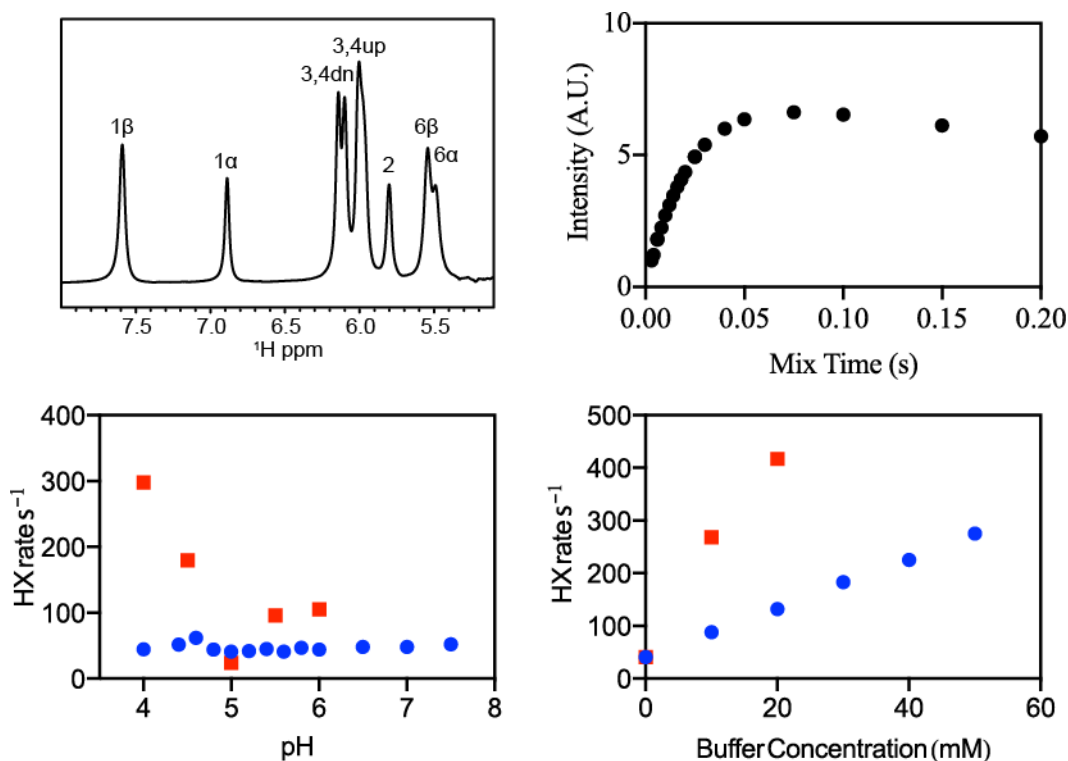 3,4up
3,4dn
1β
1α
2
6β
6α
7.5 7.0 6.5 6.0 5.5
¹H ppm
10
5
0
Intensity (A.U.)
0.00 0.05 0.10 0.15 0.20
Mix Time (s)
400
300
200
100
0
HX rate s⁻¹
4 5 6 7 8
pH
500
400
300
200
100
0
HX rate s⁻¹
0 20 40 60
Buffer Concentration (mM)